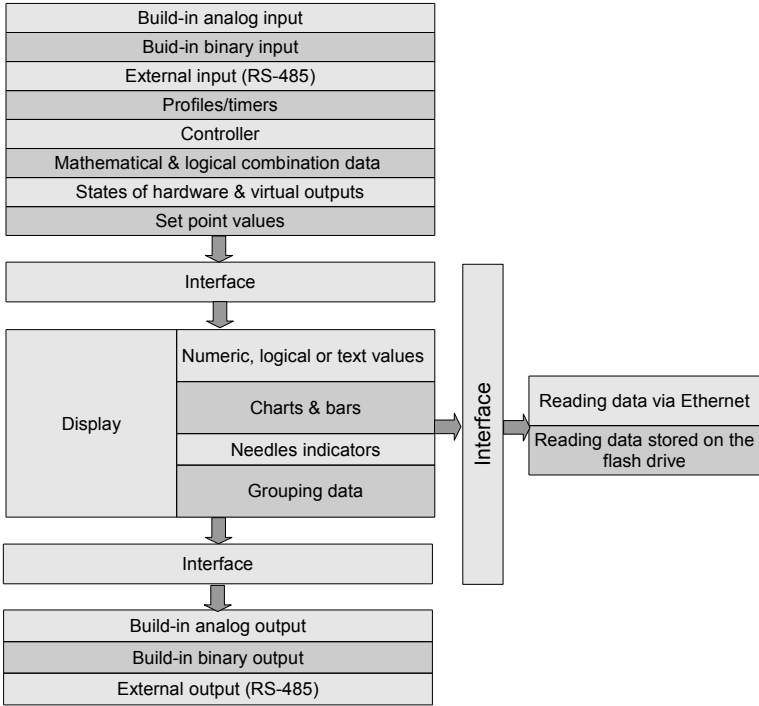 Build-in analog input
Buid-in binary input
External input (RS-485)
Profiles/timers
Controller
Mathematical & logical combination data
States of hardware & virtual outputs
Set point values
Interface
Display
Numeric, logical or text values
Charts & bars
Needles indicators
Grouping data
Interface
Reading data via Ethernet
Reading data stored on the
flash drive
Interface
Build-in analog output
Build-in binary output
External output (RS-485)